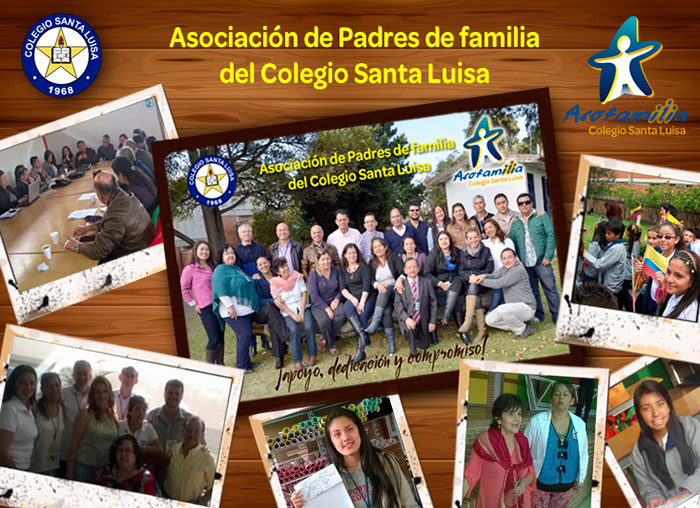 COLEGIO SANTA LUISA
1968
Asociación de Padres de familia
del Colegio Santa Luisa
Asofamilia
Colegio Santa Luisa
COLEGIO SANTA LUISA
1968
Asociación de Padres de familia
del Colegio Santa Luisa
Asofamilia
Colegio Santa Luisa
¡apoyo, dedicación y compromiso!